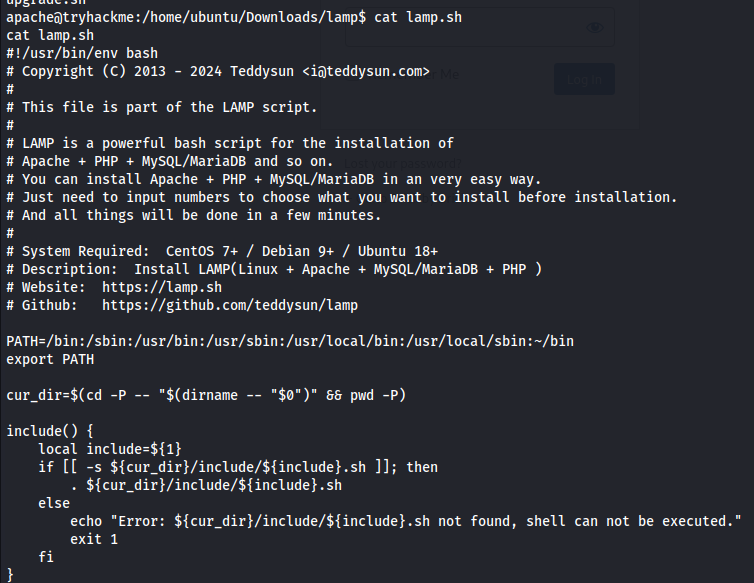 upgrade.sh
apache@tryhackme:/home/ubuntu/Downloads/lamp$ cat lamp.sh
cat lamp.sh
#!/usr/bin/env bash
# Copyright (C) 2013 - 2024 Teddysun <i@teddysun.com>
#
# This file is part of the LAMP script.
#
# LAMP is a powerful bash script for the installation of
# Apache + PHP + MySQL/MariaDB and so on.
# You can install Apache + PHP + MySQL/MariaDB in an very easy way.
# Just need to input numbers to choose what you want to install before installation.
# And all things will be done in a few minutes.
#
# System Required:  CentOS 7+ / Debian 9+ / Ubuntu 18+
# Description:  Install LAMP(Linux + Apache + MySQL/MariaDB + PHP )
# Website:  https://lamp.sh
# Github:   https://github.com/teddysun/lamp

PATH=/bin:/sbin:/usr/bin:/usr/sbin:/usr/local/bin:/usr/local/sbin:~/bin
export PATH

cur_dir=$(cd -P -- "$(dirname -- "$0")" && pwd -P)

include() {
    local include=${1}
    if [[ -s ${cur_dir}/include/${include}.sh ]]; then
        . ${cur_dir}/include/${include}.sh
    else
        echo "Error: ${cur_dir}/include/${include}.sh not found, shell can not be executed."
        exit 1
    fi
}